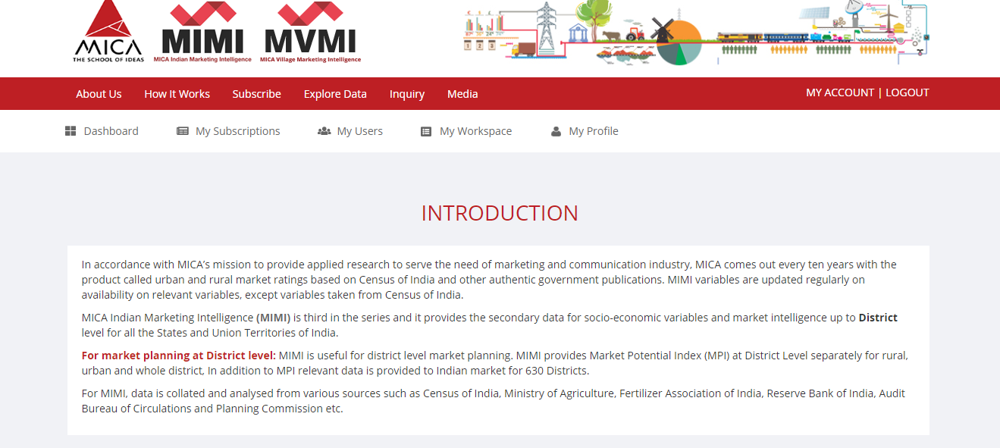 MICA
THE SCHOOL OF IDEAS
MIMI
MICA Indian Marketing Intelligence
MVMI
MICA Village Marketing Intelligence
1 2 3
About Us How It Works Subscribe Explore Data Inquiry Media MY ACCOUNT | LOGOUT
Dashboard My Subscriptions My Users My Workspace My Profile
INTRODUCTION
In accordance with MICA’s mission to provide applied research to serve the need of marketing and communication industry, MICA comes out every ten years with the
product called urban and rural market ratings based on Census of India and other authentic government publications. MIMI variables are updated regularly on
availability on relevant variables, except variables taken from Census of India.
MICA Indian Marketing Intelligence (MIMI) is third in the series and it provides the secondary data for socio-economic variables and market intelligence up to District
level for all the States and Union Territories of India.
For market planning at District level: MIMI is useful for district level market planning. MIMI provides Market Potential Index (MPI) at District Level separately for rural,
urban and whole district, In addition to MPI relevant data is provided to Indian market for 630 Districts.
For MIMI, data is collated and analysed from various sources such as Census of India, Ministry of Agriculture, Fertilizer Association of India, Reserve Bank of India, Audit
Bureau of Circulations and Planning Commission etc.